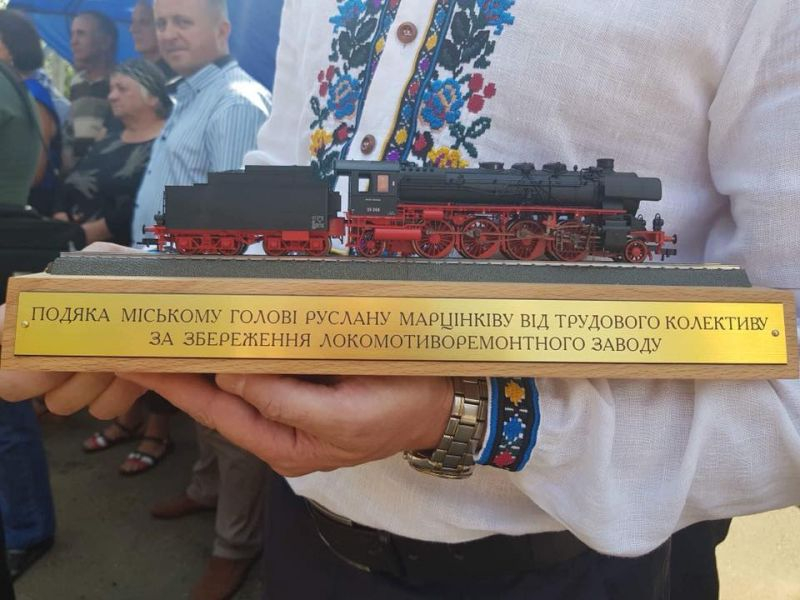 ПОДЯКА МІСЬКОМУ ГОЛОВІ РУСЛАНУ МАРЦІНКІВУ ВІД ТРУДОВОГО КОЛЕКТИВУ
ЗА ЗБЕРЕЖЕННЯ ЛОКОМОТИВОРЕМОНТНОГО ЗАВОДУ